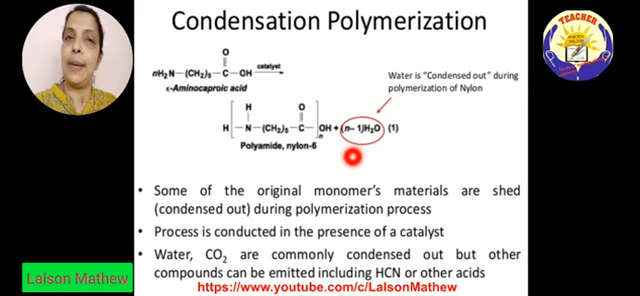 Condensation Polymerization
TEACHER
O
nH₂N—(CH₂)₅—C—OH catalyst
ε-Aminocaproic acid
Water is "Condensed out" during
polymerization of Nylon
H O
H—N—(CH₂)₅—C—OH + (n – 1)H₂O (1)
n
Polyamide, nylon-6
• Some of the original monomer's materials are shed
(condensed out) during polymerization process
• Process is conducted in the presence of a catalyst
• Water, CO₂ are commonly condensed out but other
compounds can be emitted including HCN or other acids
Lalson Mathew
https://www.youtube.com/c/LalsonMathew